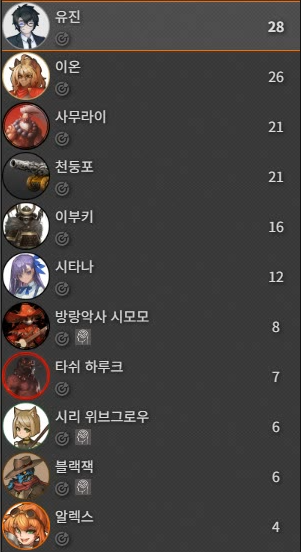 유진 28
이온 26
사무라이 21
천둥포 21
이부키 16
시타나 12
방랑악사 시모모 8
타쉬 하루크 7
시리 위브그로우 6
블랙잭 6
알렉스 4